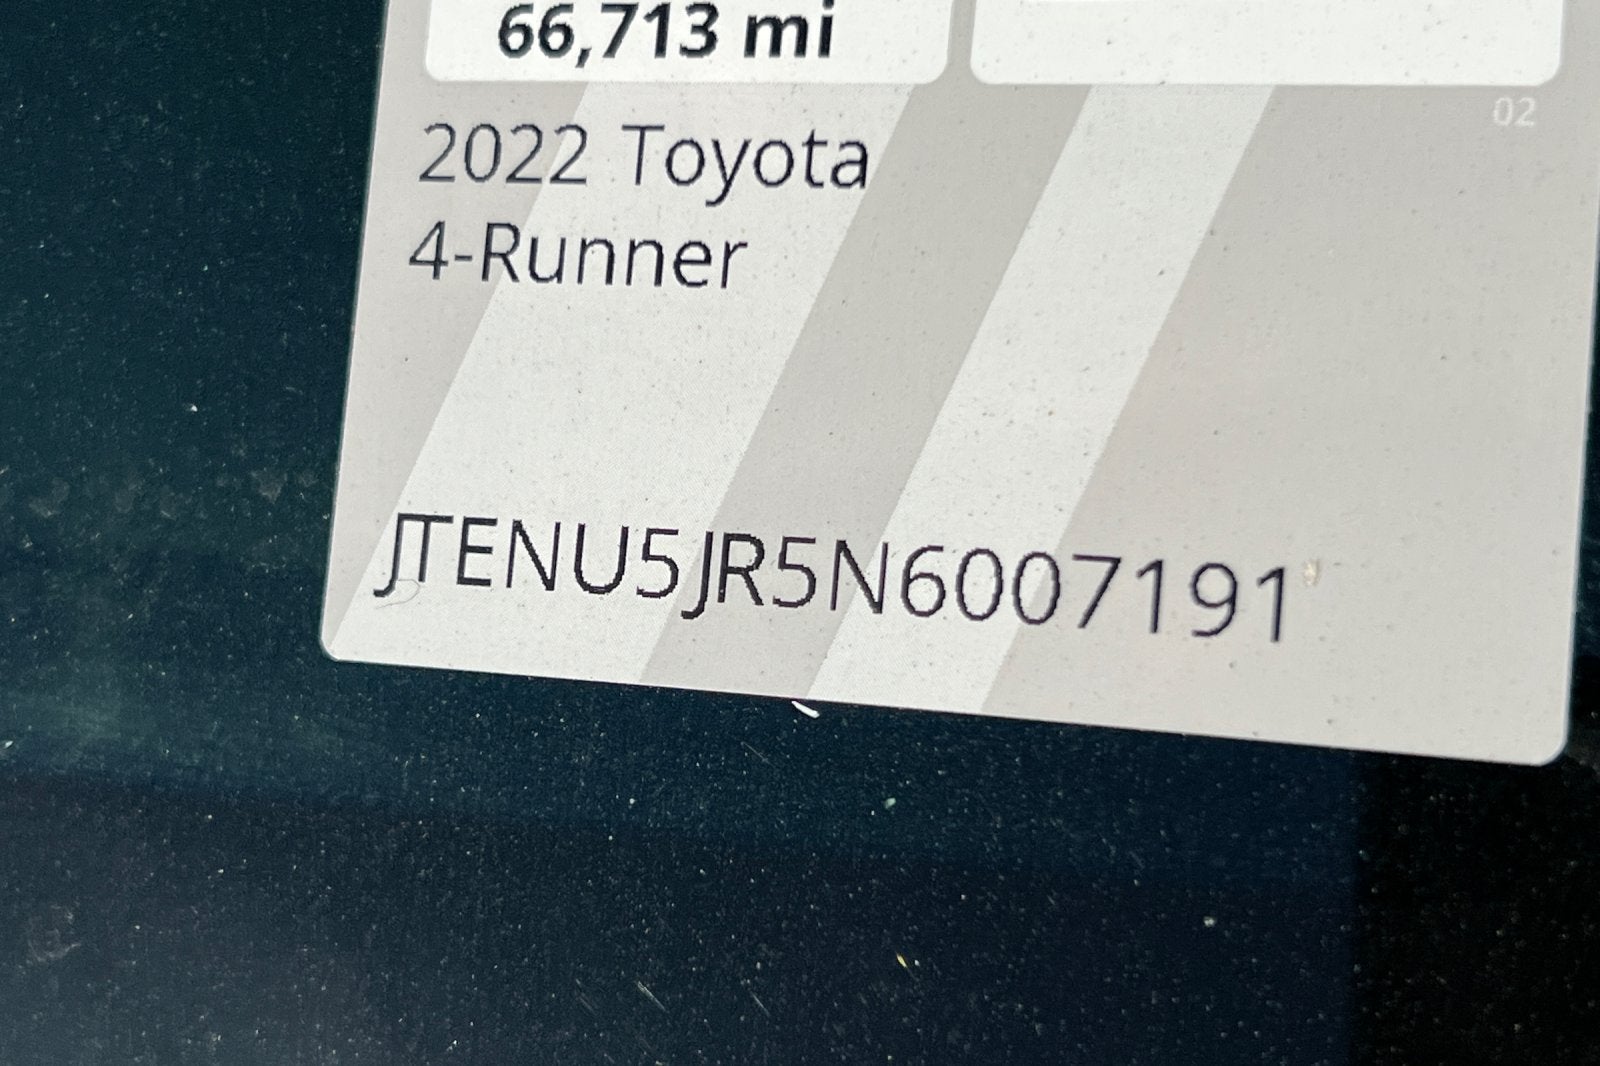 66,713 mi
02
2022 Toyota
4-Runner
JTENU5JR5N6007191